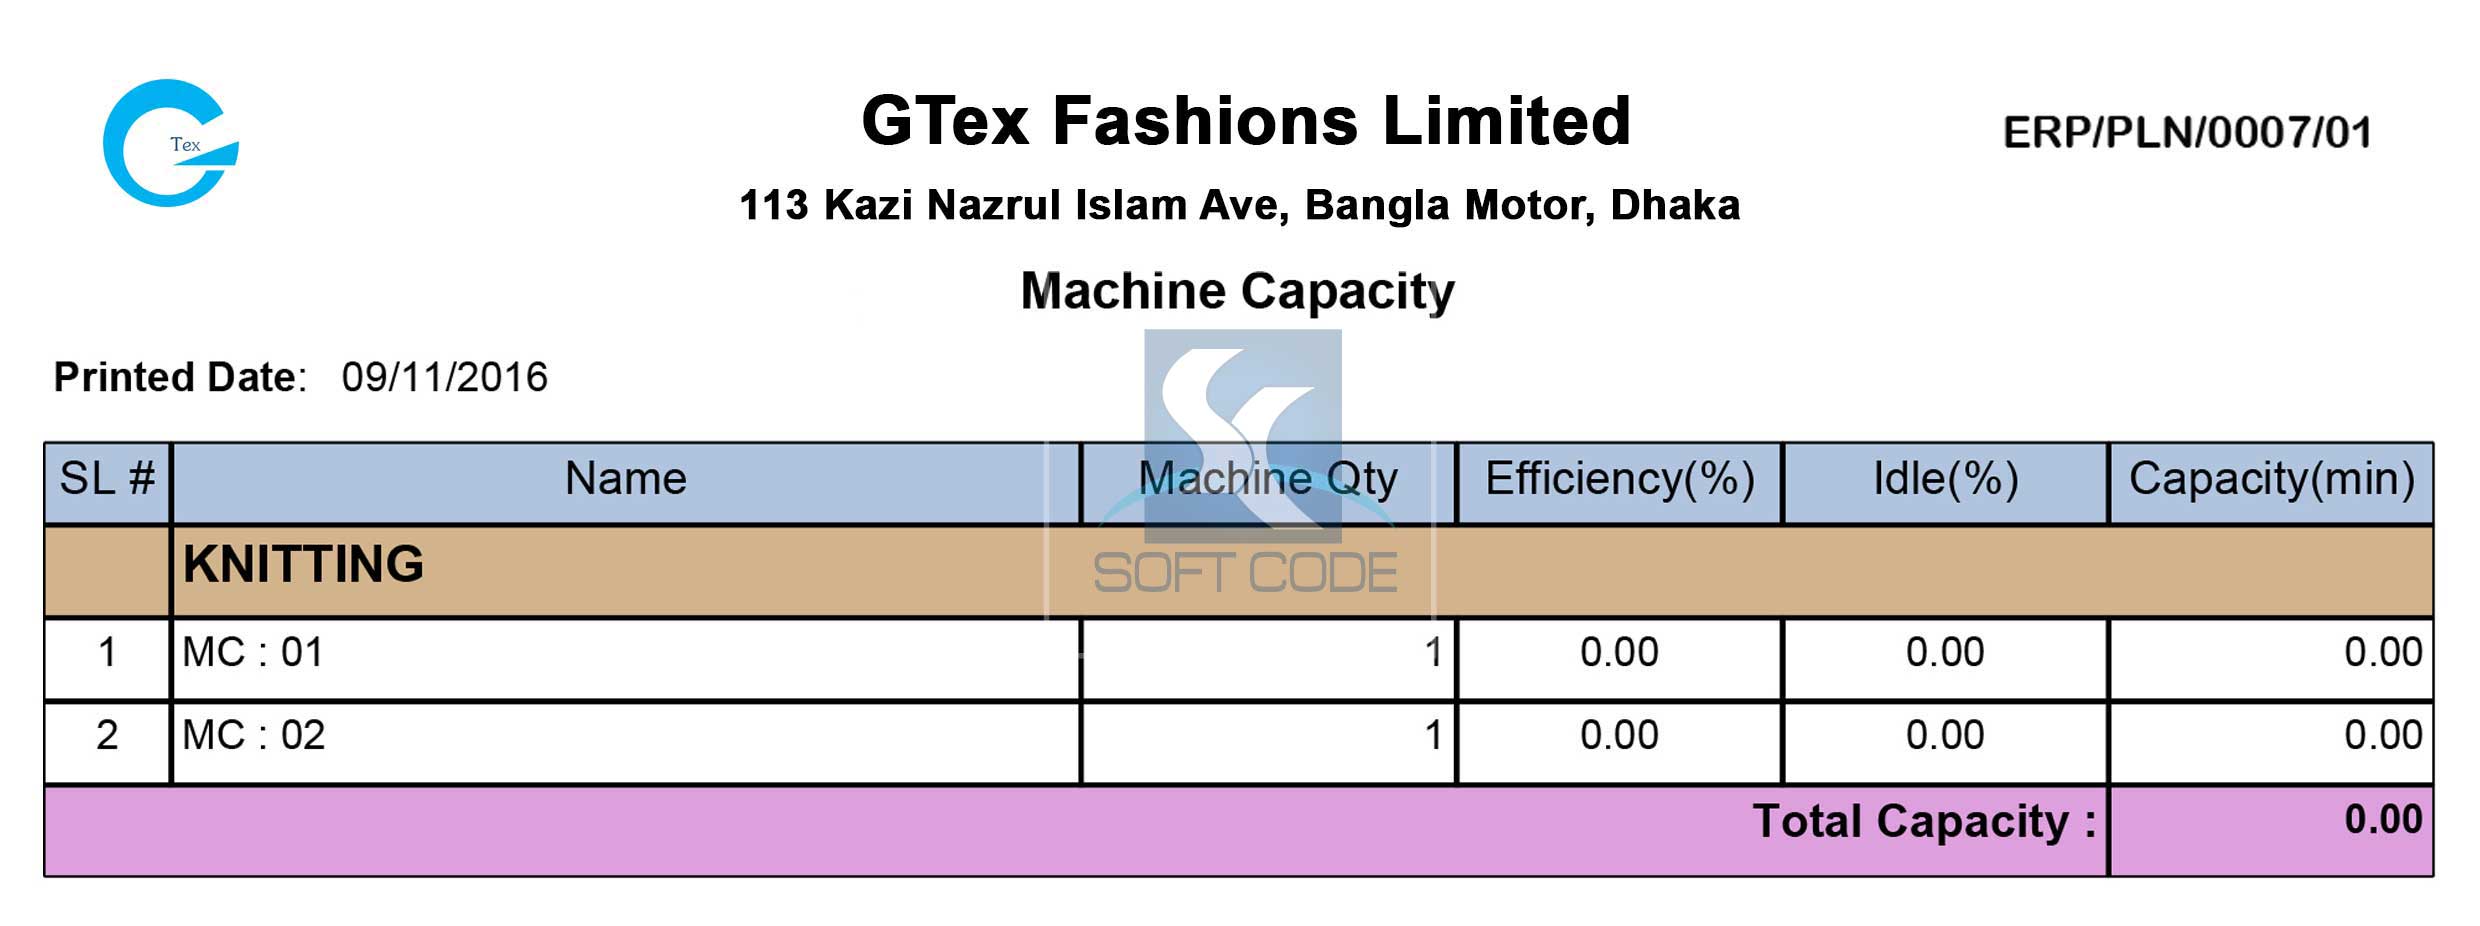 Tex
GTex Fashions Limited
ERP/PLN/0007/01
113 Kazi Nazrul Islam Ave, Bangla Motor, Dhaka
Machine Capacity
Printed Date: 09/11/2016
SL # Name Machine Qty Efficiency(%) Idle(%) Capacity(min)
KNITTING
SOFT CODE
1 MC : 01 1 0.00 0.00 0.00
2 MC : 02 1 0.00 0.00 0.00
Total Capacity : 0.00